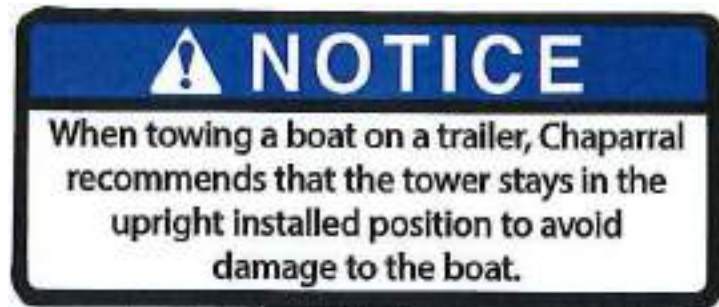 NOTICE
When towing a boat on a trailer, Chaparral
recommends that the tower stays in the
upright installed position to avoid
damage to the boat.